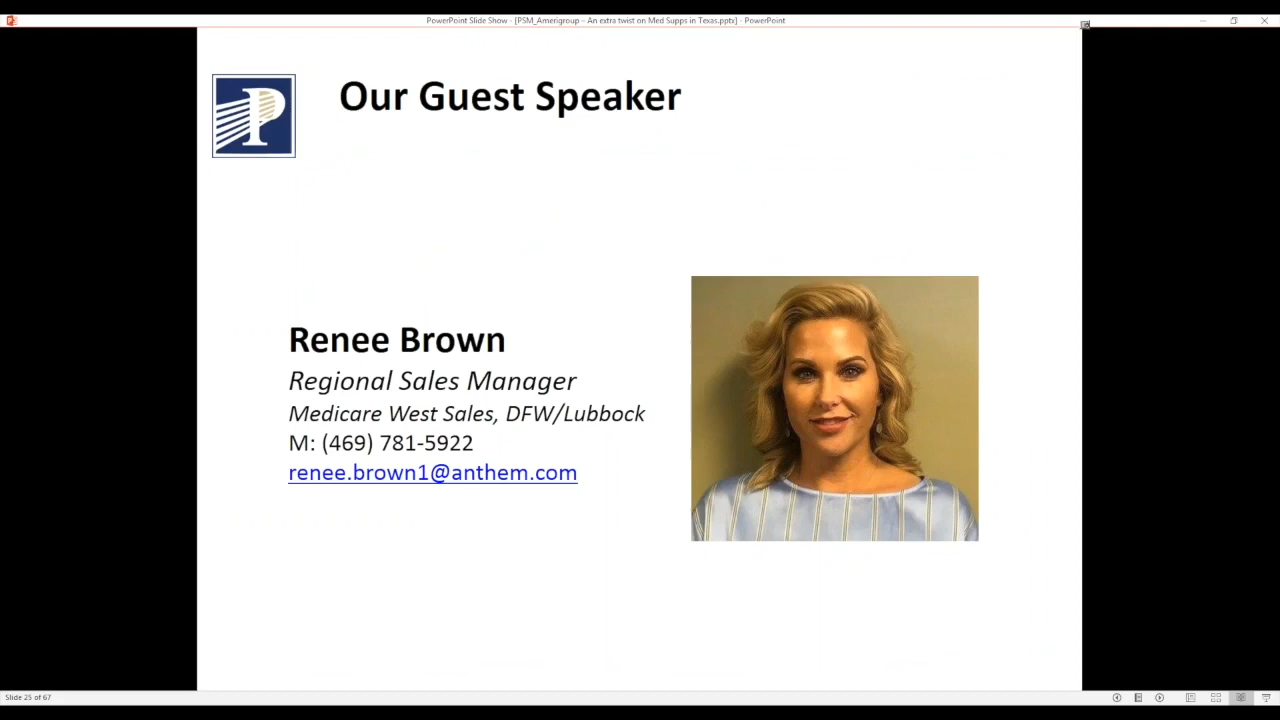 PowerPoint Slide Show - [PSM_Amerigroup – An extra twist on Med Supps in Texas.pptx] - PowerPoint
P
Our Guest Speaker
Renee Brown
Regional Sales Manager
Medicare West Sales, DFW/Lubbock
M: (469) 781-5922
renee.brown1@anthem.com
Slide 25 of 67